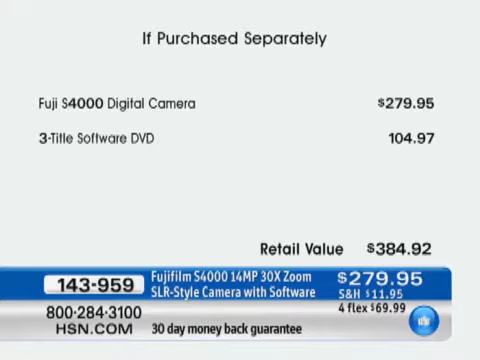 If Purchased Separately
Fuji S4000 Digital Camera $279.95
3-Title Software DVD 104.97
Retail Value $384.92
143-959 Fujifilm S4000 14MP 30X Zoom $279.95
SLR-Style Camera with Software S&H $11.95
800·284·3100 4 flex $69.99
HSN.COM 30 day money back guarantee